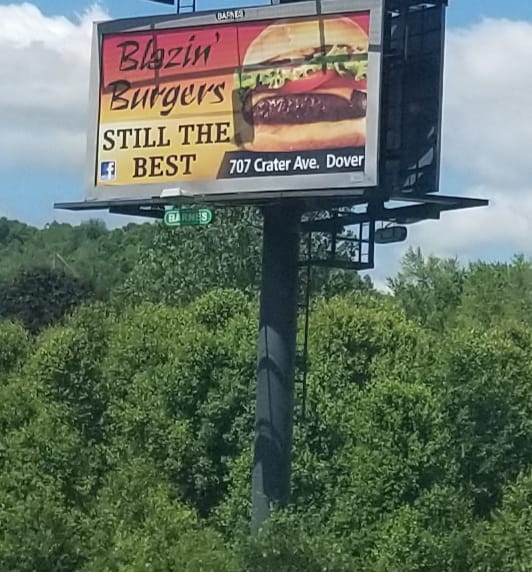 BARNES
Blazin'
Burgers
STILL THE
BEST
f
707 Crater Ave. Dover
BARNES